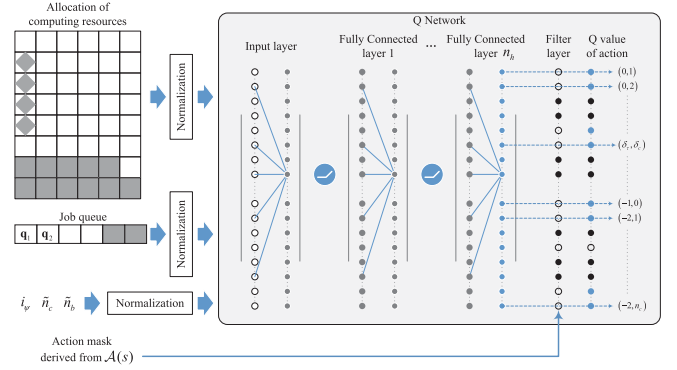 Allocation of
computing resources
Q Network
Input layer
Fully Connected
layer 1
...
Fully Connected
layer n_h
Filter
layer
Q value
of action
Normalization
(0,1)
(0,2)
(δ_r, δ_c)
(−1,0)
(−2,1)
(−2,n_c)
Job queue
q_1 q_2
Normalization
i_ψ ñ_c ñ_b
Normalization
Action mask
derived from 𝒜(s)